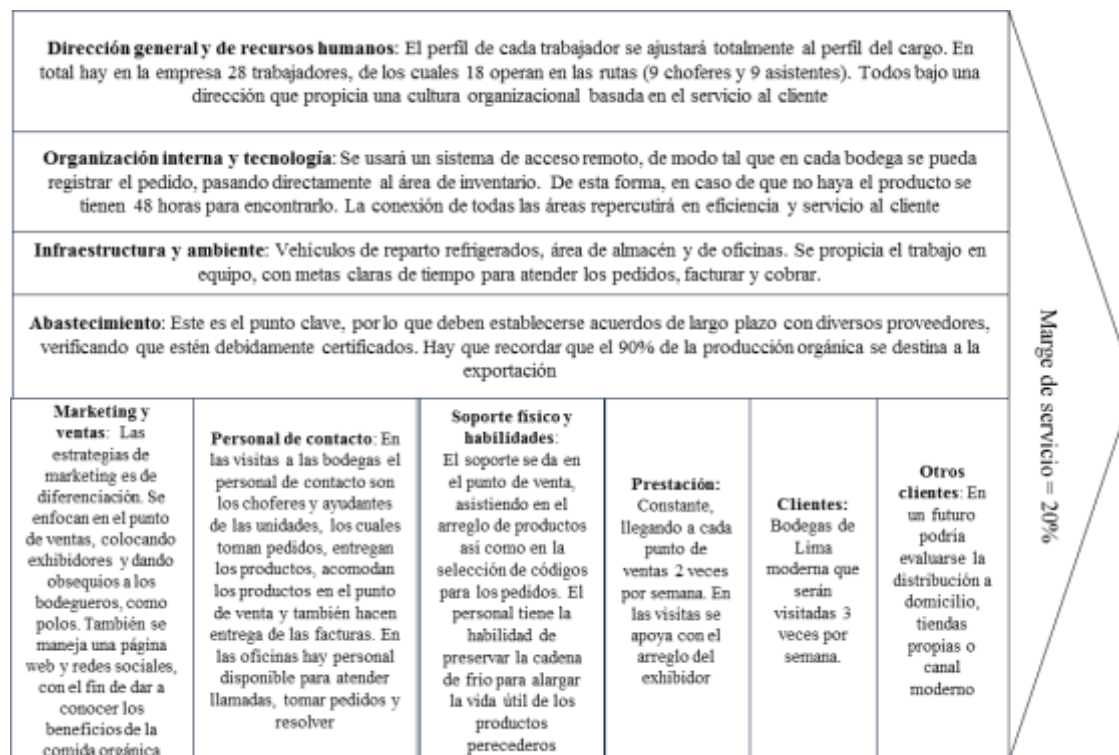 Dirección general y de recursos humanos: El perfil de cada trabajador se ajustará totalmente al perfil del cargo. En
total hay en la empresa 28 trabajadores, de los cuales 18 operan en las rutas (9 choferes y 9 asistentes). Todos bajo una
dirección que propicia una cultura organizacional basada en el servicio al cliente
Organización interna y tecnología: Se usará un sistema de acceso remoto, de modo tal que en cada bodega se pueda
registrar el pedido, pasando directamente al área de inventario. De esta forma, en caso de que no haya el producto se
tienen 48 horas para encontrarlo. La conexión de todas las áreas repercutirá en eficiencia y servicio al cliente
Infraestructura y ambiente: Vehículos de reparto refrigerados, área de almacén y de oficinas. Se propicia el trabajo en
equipo, con metas claras de tiempo para atender los pedidos, facturar y cobrar.
Abastecimiento: Este es el punto clave, por lo que deben establecerse acuerdos de largo plazo con diversos proveedores,
verificando que estén debidamente certificados. Hay que recordar que el 90% de la producción orgánica se destina a la
exportación
Marketing y
ventas: Las
estrategias de
marketing es de
diferenciación. Se
enfocan en el punto
de ventas, colocando
exhibidores y dando
obsequios a los
bodegueros, como
polos. También se
maneja una página
web y redes sociales,
con el fin de dar a
conocer los
beneficios de la
comida orgánica
Personal de contacto: En
las visitas a las bodegas el
personal de contacto son
los choferes y ayudantes
de las unidades, los cuales
toman pedidos, entregan
los productos, acomodan
los productos en el punto
de venta y también hacen
entrega de las facturas. En
las oficinas hay personal
disponible para atender
llamadas, tomar pedidos y
resolver
Soporte físico y
habilidades:
El soporte se da en
el punto de venta,
asistiendo en el
arreglo de productos
así como en la
selección de códigos
para los pedidos. El
personal tiene la
habilidad de
preservar la cadena
de frio para alargar
la vida útil de los
productos
perecederos
Prestación:
Constante,
llegando a cada
punto de
ventas 2 veces
por semana. En
las visitas se
apoya con el
arreglo del
exhibidor
Clientes:
Bodegas de
Lima
moderna que
serán
visitadas 3
veces por
semana.
Otros
clientes: En
un futuro
podría
evaluarse la
distribución a
domicilio,
tiendas
propias o
canal
moderno
Marge de servicio = 20%